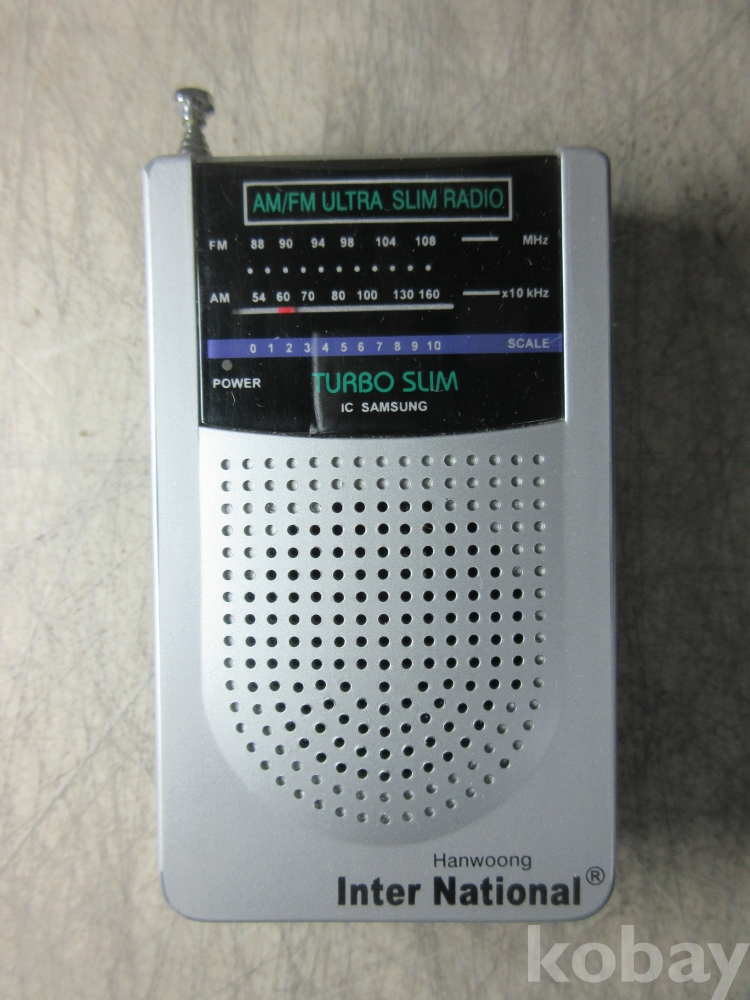 AM/FM ULTRA SLIM RADIO
FM 88 90 94 98 104 108 MHz
AM 54 60 70 80 100 130 160 x10 kHz
0 1 2 3 4 5 6 7 8 9 10 SCALE
POWER
TURBO SLIM
IC SAMSUNG
Hanwoong
Inter National®
kobay